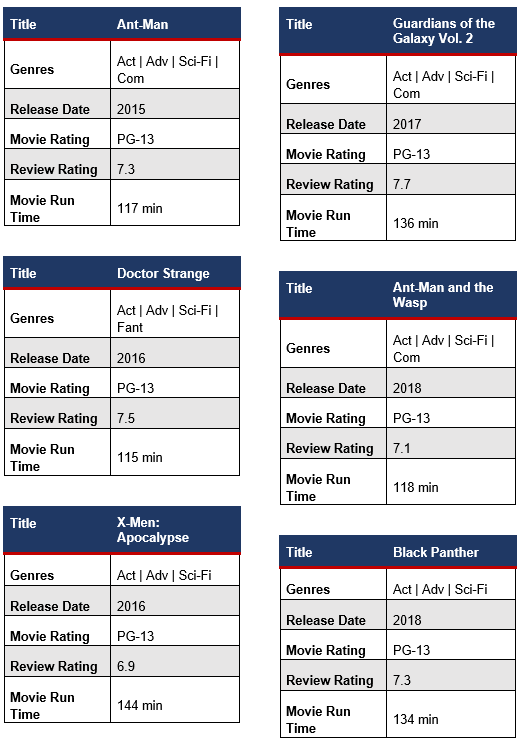 Title Ant-Man
Genres Act | Adv | Sci-Fi |
Com
Release Date 2015
Movie Rating PG-13
Review Rating 7.3
Movie Run
Time 117 min
Title Doctor Strange
Genres Act | Adv | Sci-Fi |
Fant
Release Date 2016
Movie Rating PG-13
Review Rating 7.5
Movie Run
Time 115 min
Title X-Men:
Apocalypse
Genres Act | Adv | Sci-Fi
Release Date 2016
Movie Rating PG-13
Review Rating 6.9
Movie Run
Time 144 min
Title Guardians of the
Galaxy Vol. 2
Genres Act | Adv | Sci-Fi |
Com
Release Date 2017
Movie Rating PG-13
Review Rating 7.7
Movie Run
Time 136 min
Title Ant-Man and the
Wasp
Genres Act | Adv | Sci-Fi |
Com
Release Date 2018
Movie Rating PG-13
Review Rating 7.1
Movie Run
Time 118 min
Title Black Panther
Genres Act | Adv | Sci-Fi
Release Date 2018
Movie Rating PG-13
Review Rating 7.3
Movie Run
Time 134 min